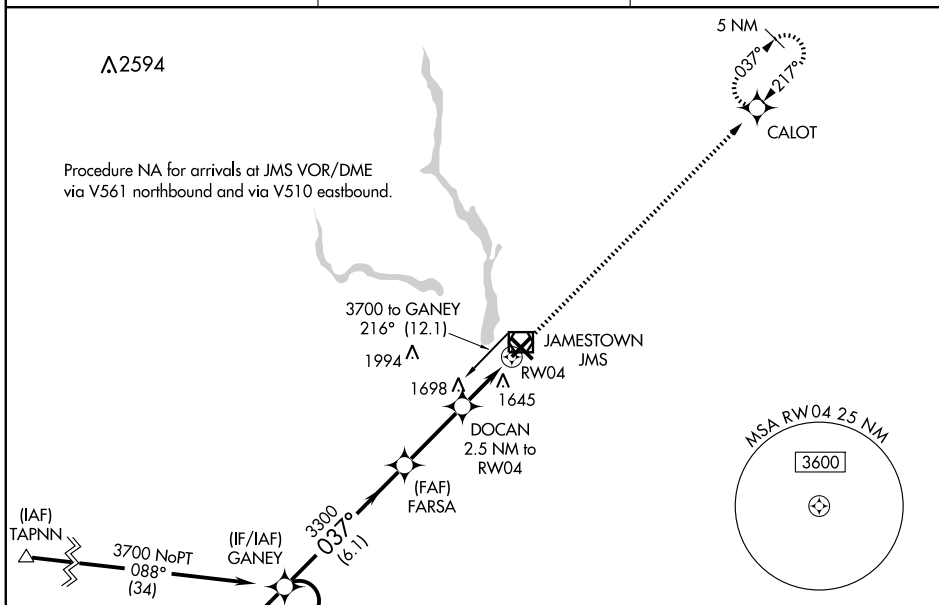 5 NM
2594
037°
217°
CALOT
Procedure NA for arrivals at JMS VOR/DME
via V561 northbound and via V510 eastbound.
3700 to GANEY
216° (12.1)
JAMESTOWN
JMS
1994
RW04
1698
1645
DOCAN
2.5 NM to
RW04
MSA RW04 25 NM
3600
(FAF)
FARSA
3300
037°
(6.1)
(IAF)
TAPNN
(IF/IAF)
GANEY
3700 NoPT
088°
(34)